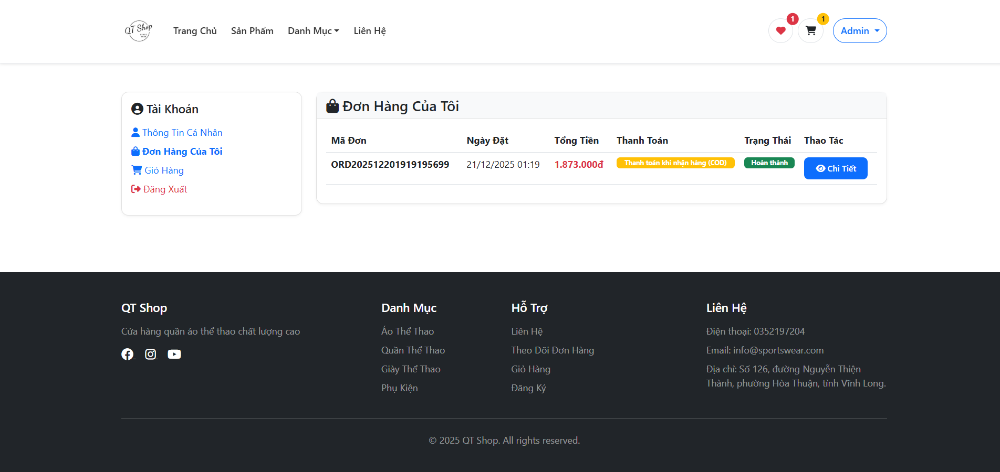 QT Shop
Trang Chủ
Sản Phẩm
Danh Mục
Liên Hệ
1
1
Admin
Tài Khoản
Thông Tin Cá Nhân
Đơn Hàng Của Tôi
Giỏ Hàng
Đăng Xuất
Đơn Hàng Của Tôi
Mã Đơn Ngày Đặt Tổng Tiền Thanh Toán Trạng Thái Thao Tác
ORD202512201919195699 21/12/2025 01:19 1.873.000đ Thanh toán khi nhận hàng (COD) Hoàn thành Chi Tiết
QT Shop
Cửa hàng quần áo thể thao chất lượng cao
Danh Mục
Áo Thể Thao
Quần Thể Thao
Giày Thể Thao
Phụ Kiện
Hỗ Trợ
Liên Hệ
Theo Dõi Đơn Hàng
Giỏ Hàng
Đăng Ký
Liên Hệ
Điện thoại: 0352197204
Email: info@sportswear.com
Địa chỉ: Số 126, đường Nguyễn Thiện
Thành, phường Hòa Thuận, tỉnh Vĩnh Long.
© 2025 QT Shop. All rights reserved.